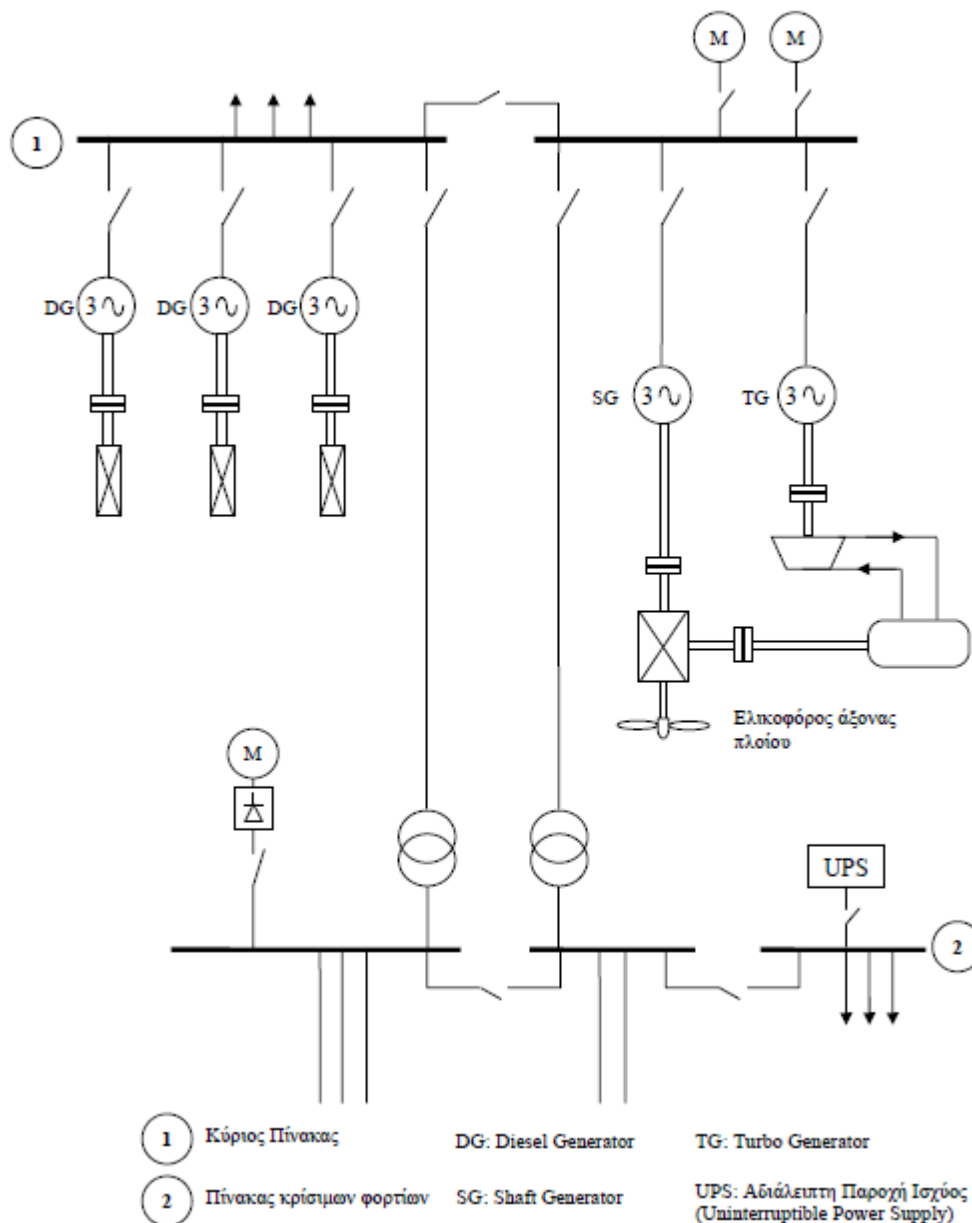 M M
1
DG 3 DG 3 DG 3
SG 3 TG 3
Ελικοφόρος άξονας
πλοίου
M
UPS
2
1 Κύριος Πίνακας DG: Diesel Generator TG: Turbo Generator
2 Πίνακας κρίσιμων φορτίων SG: Shaft Generator UPS: Αδιάλειπτη Παροχή Ισχύος
(Uninterruptible Power Supply)